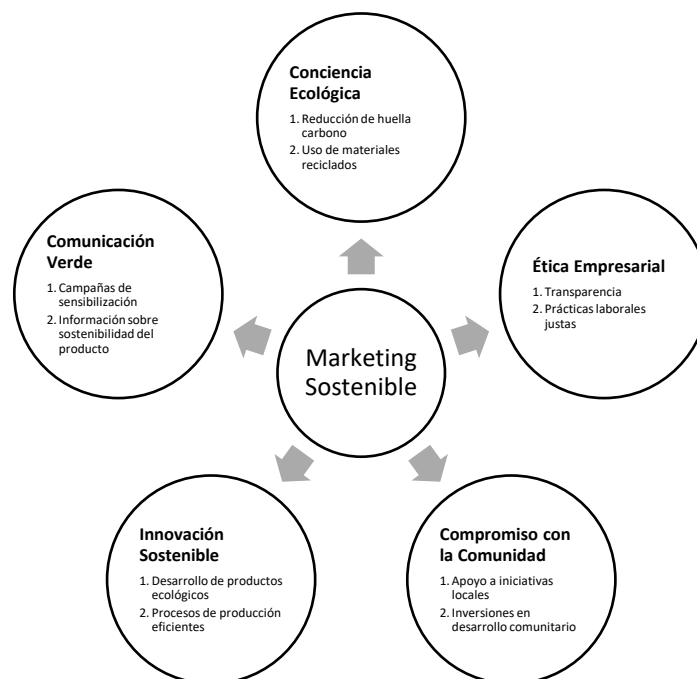 Conciencia
Ecológica
1. Reducción de huella
carbono
2. Uso de materiales
reciclados
Comunicación
Verde
1. Campañas de
sensibilización
2. Información sobre
sostenibilidad del
producto
Ética Empresarial
1. Transparencia
2. Prácticas laborales
justas
Marketing
Sostenible
Innovación
Sostenible
1. Desarrollo de productos
ecológicos
2. Procesos de producción
eficientes
Compromiso con
la Comunidad
1. Apoyo a iniciativas
locales
2. Inversiones en
desarrollo comunitario